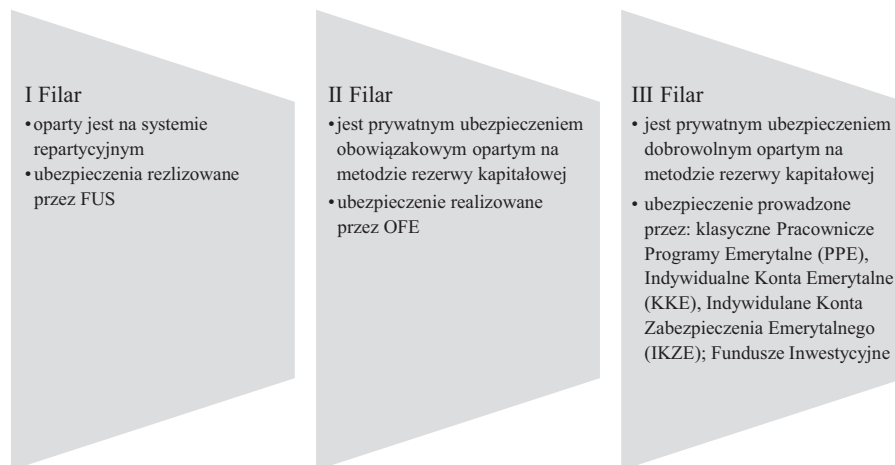 I Filar
• oparty jest na systemie
repartycyjnym
• ubezpieczenia rezlizowane
przez FUS
II Filar
• jest prywatnym ubezpieczeniem
obowiązakowym opartym na
metodzie rezerwy kapitałowej
• ubezpieczenie realizowane
przez OFE
III Filar
• jest prywatnym ubezpieczeniem
dobrowolnym opartym na
metodzie rezerwy kapitałowej
• ubezpieczenie prowadzone
przez: klasyczne Pracownicze
Programy Emerytalne (PPE),
Indywidualne Konta Emerytalne
(KKE), Indywidulane Konta
Zabezpieczenia Emerytalnego
(IKZE); Fundusze Inwestycyjne